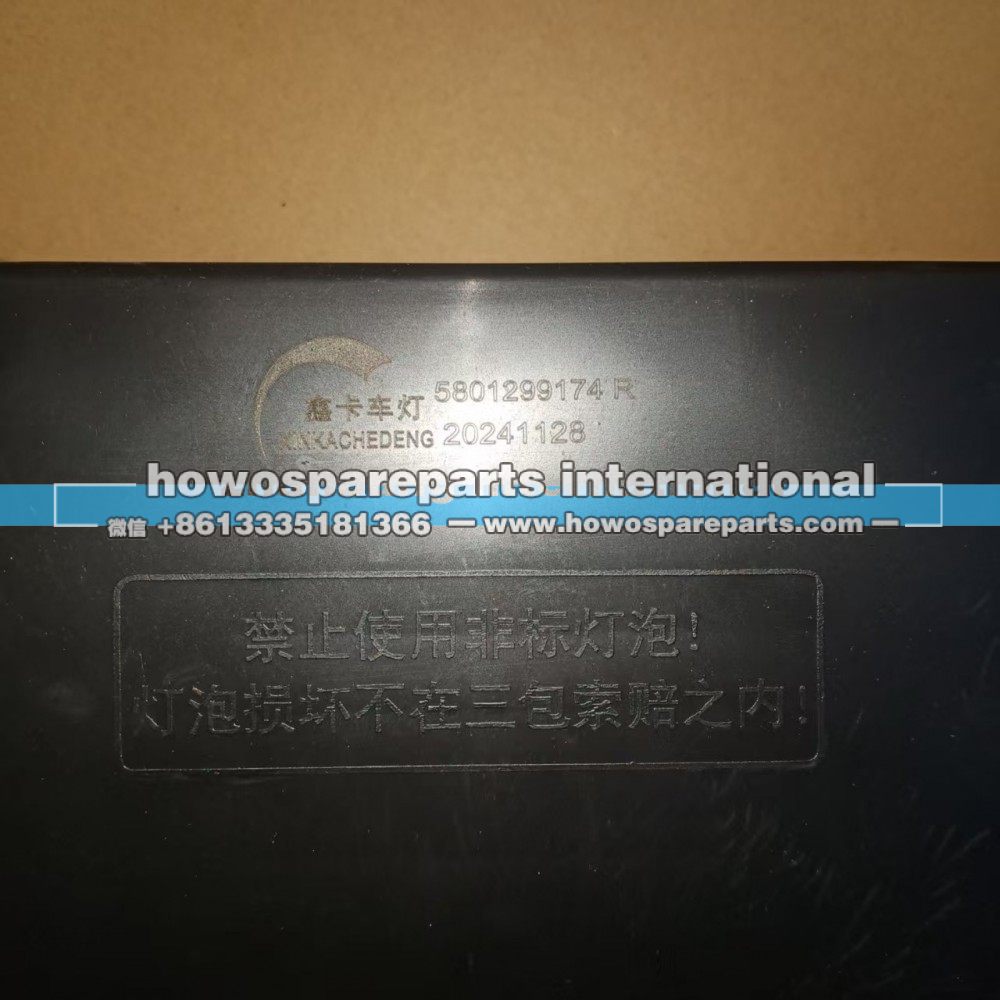 鑫卡车灯 5801299174 R
XINKACHEDENG 20241128
howospareparts international
微信 +8613335181366 — www.howospareparts.com —
禁止使用非标灯泡!
灯泡损坏不在三包索赔之内!